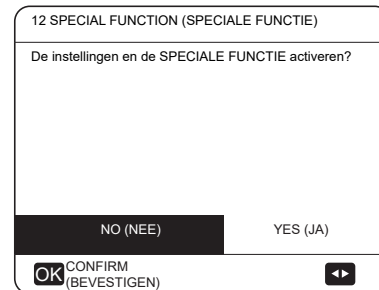 12 SPECIAL FUNCTION (SPECIALE FUNCTIE)
De instellingen en de SPECIALE FUNCTIE activeren?
NO (NEE) YES (JA)
OK CONFIRM
(BEVESTIGEN)